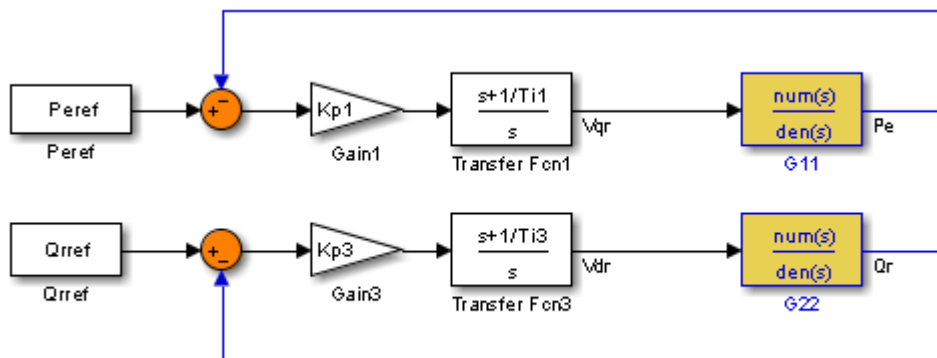 Peref
Peref
+
−
Kp1
Gain1
s+1/Ti1
s
Transfer Fcn1
Vqr
num(s)
den(s)
G11
Pe
Qrref
Qrref
+
−
Kp3
Gain3
s+1/Ti3
s
Transfer Fcn3
Vdr
num(s)
den(s)
G22
Qr